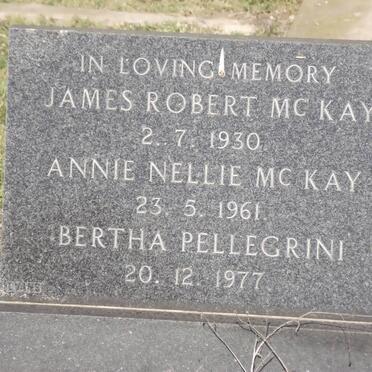 IN LOVING MEMORY
JAMES ROBERT MC KAY
2. 7. 1930.
ANNIE NELLIE MC KAY
23. 5. 1961.
BERTHA PELLEGRINI
20. 12. 1977